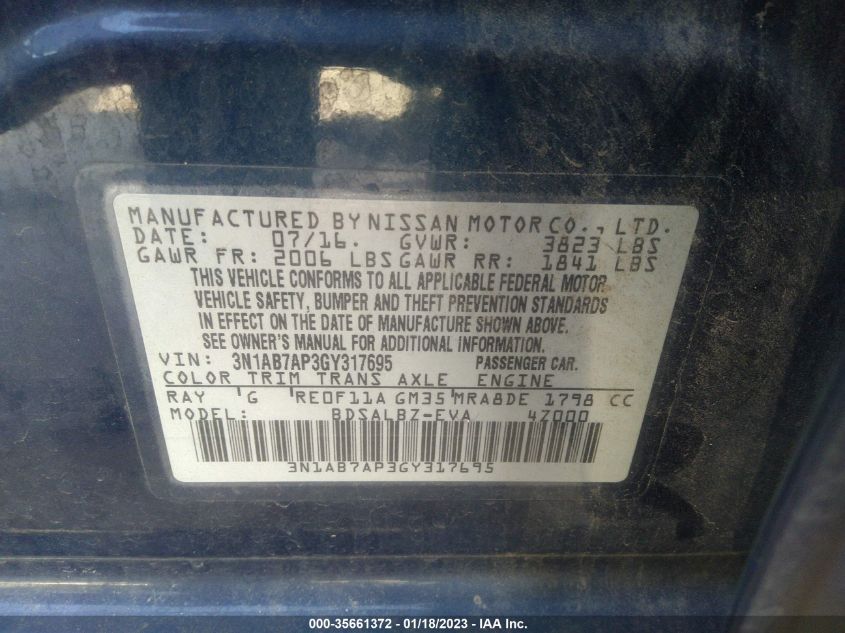 MANUFACTURED BY NISSAN MOTOR CO., LTD.
DATE: 07/16. GVWR: 3823 LBS
GAWR FR: 2006 LBS GAWR RR: 1841 LBS
THIS VEHICLE CONFORMS TO ALL APPLICABLE FEDERAL MOTOR
VEHICLE SAFETY, BUMPER AND THEFT PREVENTION STANDARDS
IN EFFECT ON THE DATE OF MANUFACTURE SHOWN ABOVE.
SEE OWNER'S MANUAL FOR ADDITIONAL INFORMATION.
VIN: 3N1AB7AP3GY317695 PASSENGER CAR.
COLOR TRIM TRANS AXLE ENGINE
RAY G RE0F11A GM35 MRA8DE 1798 CC
MODEL: BDSALBZ-EVA 4Z000
3N1AB7AP3GY317695
000-35661372 / 01/18/2023 / IAA Inc.